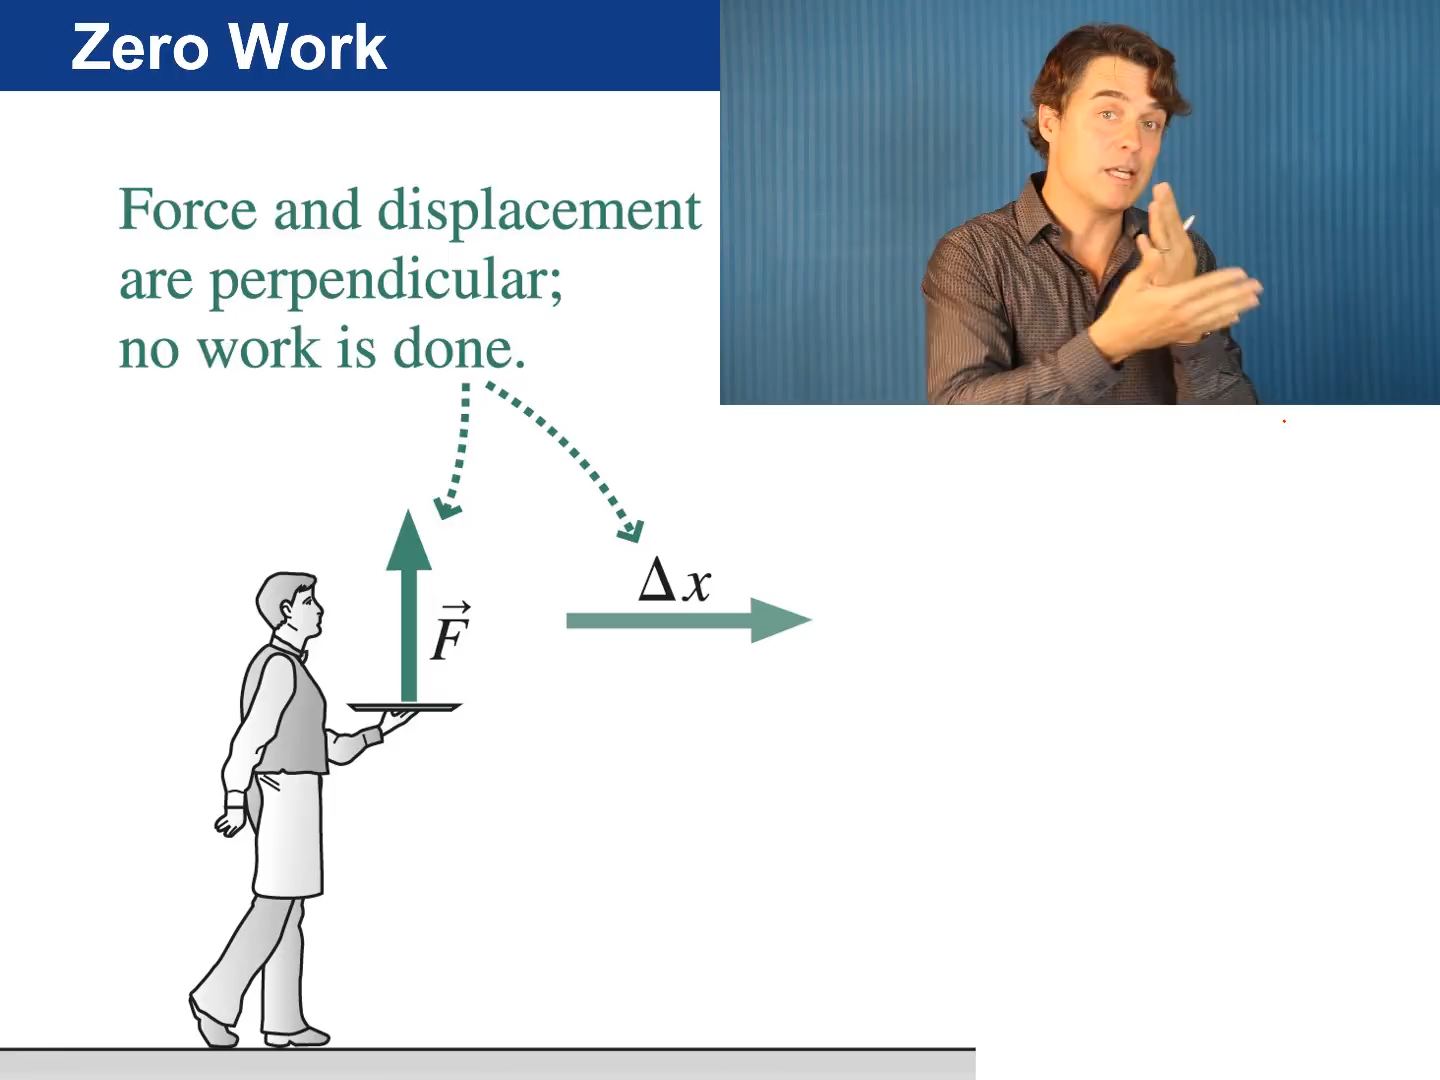 Zero Work
Force and displacement
are perpendicular;
no work is done.
Δx
F⃗